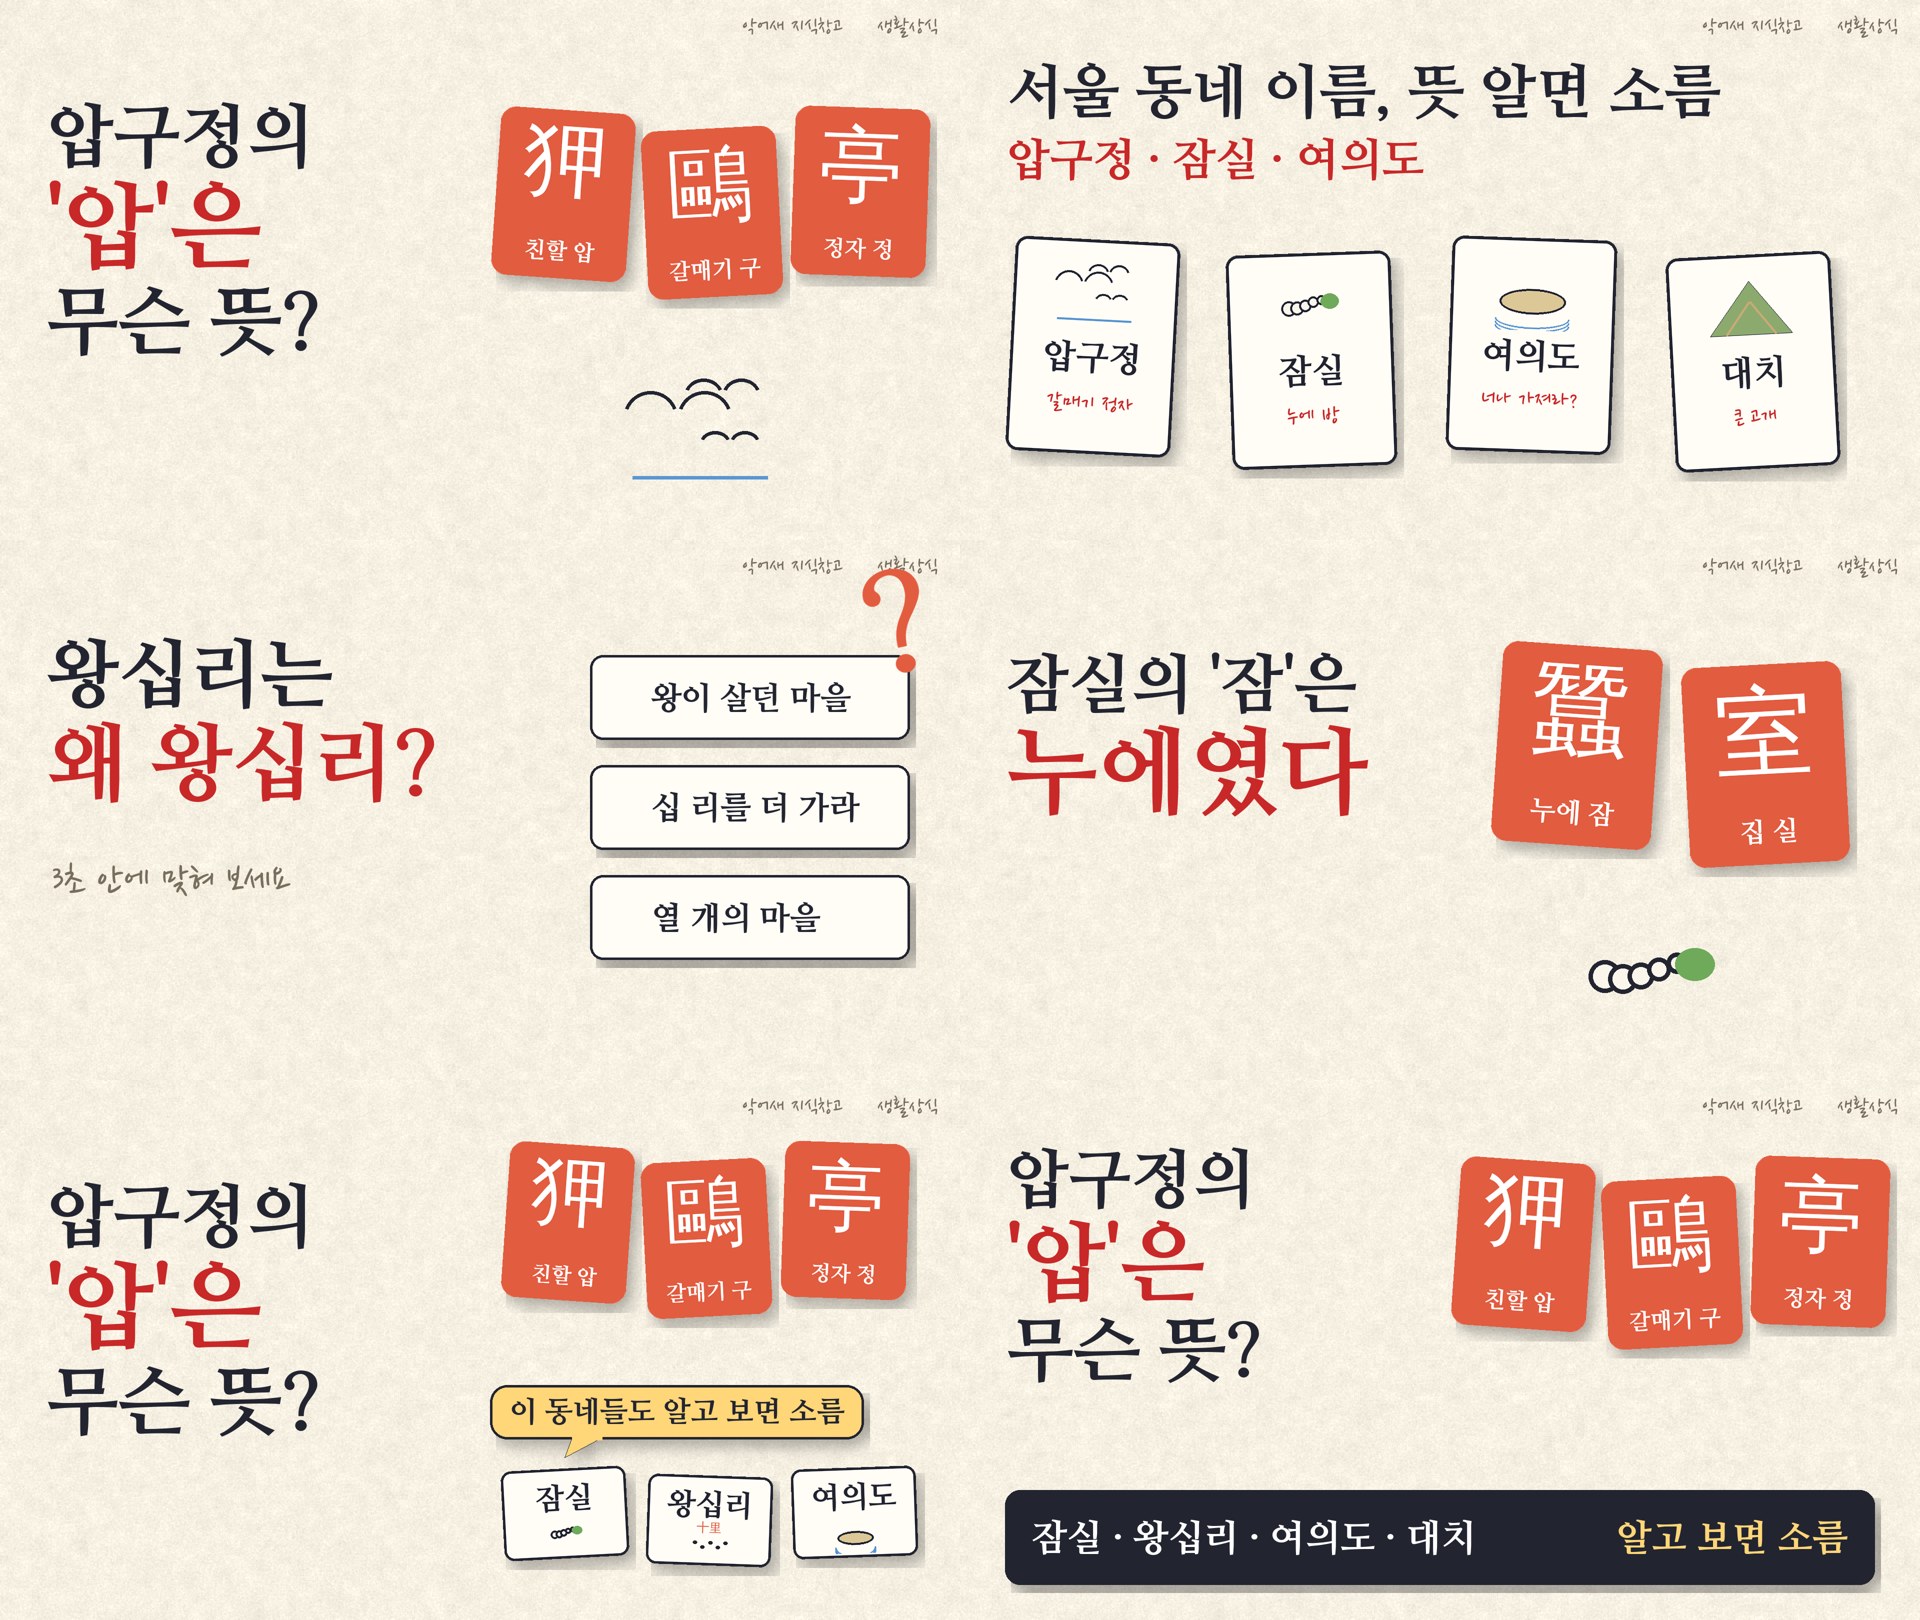 악어새 지식창고 생활상식
압구정의
'압'은
무슨 뜻?
狎
친할 압
鷗
갈매기 구
亭
정자 정
악어새 지식창고 생활상식
서울 동네 이름, 뜻 알면 소름
압구정 · 잠실 · 여의도
압구정
갈매기 정자
잠실
누에 방
여의도
너나 가져라?
대치
큰 고개
악어새 지식창고 생활상식
왕십리는
왜 왕십리?
3초 안에 맞혀 보세요
?
왕이 살던 마을
십 리를 더 가라
열 개의 마을
악어새 지식창고 생활상식
잠실의 '잠'은
누에였다
蠶
누에 잠
室
집 실
악어새 지식창고 생활상식
압구정의
'압'은
무슨 뜻?
狎
친할 압
鷗
갈매기 구
亭
정자 정
이 동네들도 알고 보면 소름
잠실
왕십리
十里
여의도
악어새 지식창고 생활상식
압구정의
'압'은
무슨 뜻?
狎
친할 압
鷗
갈매기 구
亭
정자 정
잠실 · 왕십리 · 여의도 · 대치
알고 보면 소름